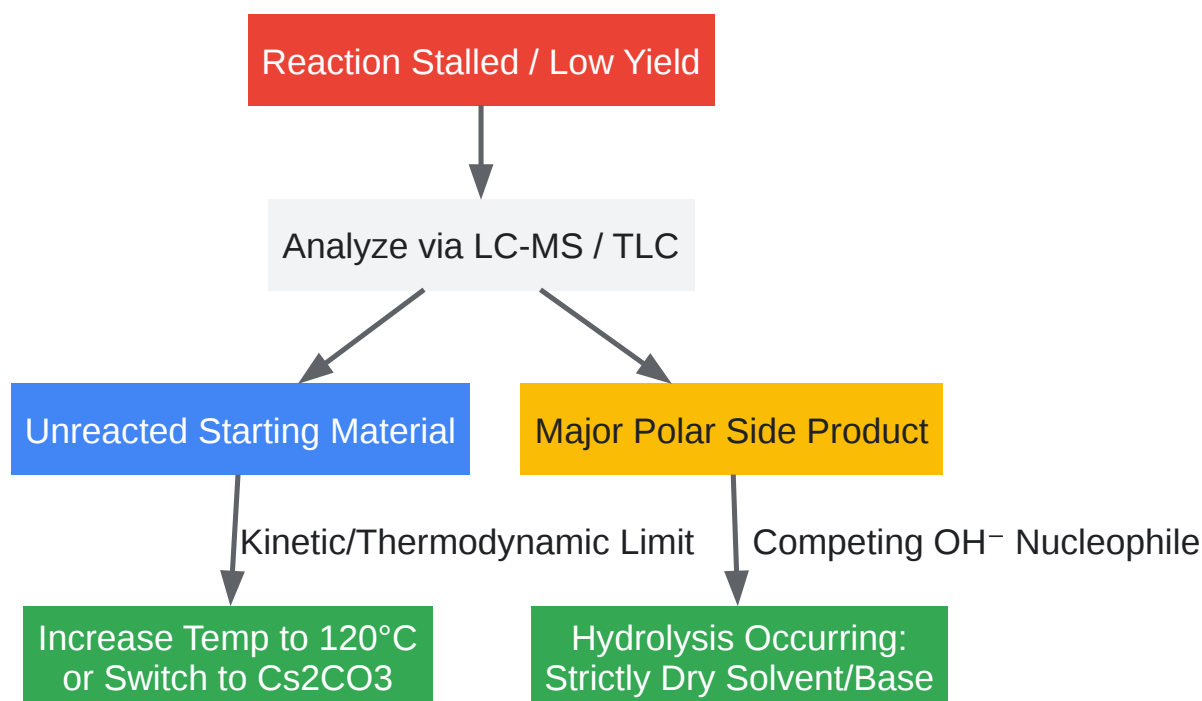 Reaction Stalled / Low Yield
Analyze via LC-MS / TLC
Unreacted Starting Material
Major Polar Side Product
Kinetic/Thermodynamic Limit
Competing OH⁻ Nucleophile
Increase Temp to 120°C
or Switch to Cs2CO3
Hydrolysis Occurring:
Strictly Dry Solvent/Base